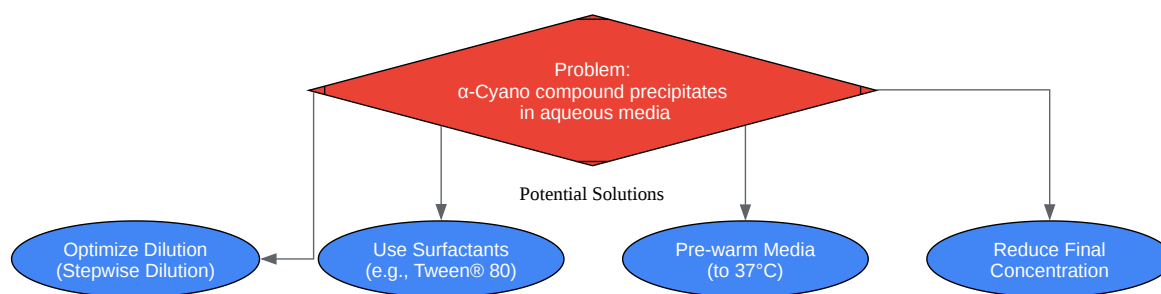 Problem:
α-Cyano compound precipitates
in aqueous media
Potential Solutions
Optimize Dilution
(Stepwise Dilution)
Use Surfactants
(e.g., Tween® 80)
Pre-warm Media
(to 37°C)
Reduce Final
Concentration